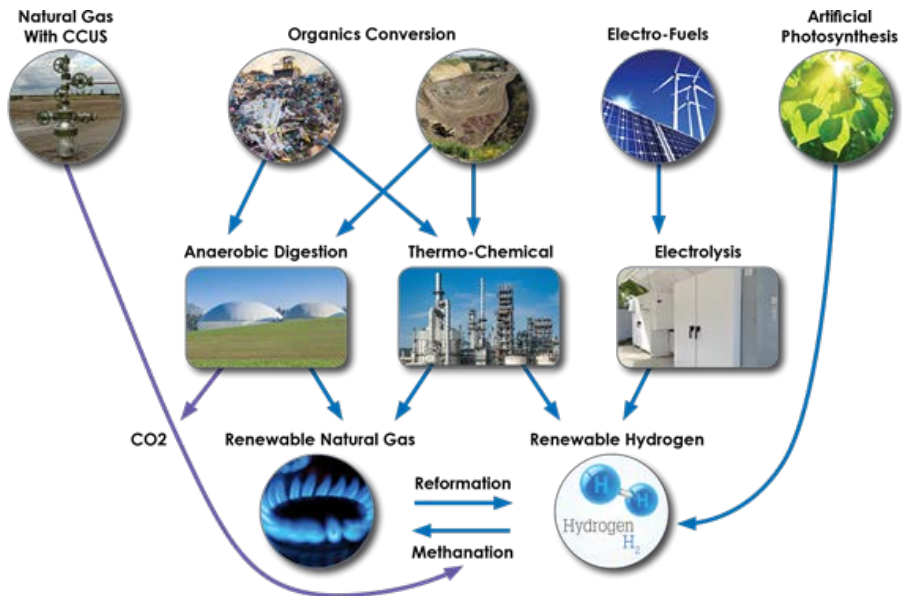 Natural Gas
With CCUS
Organics Conversion
Electro-Fuels
Artificial
Photosynthesis
Anaerobic Digestion
Thermo-Chemical
Electrolysis
CO2
Renewable Natural Gas
Renewable Hydrogen
Reformation
Methanation
H H
Hydrogen
H2